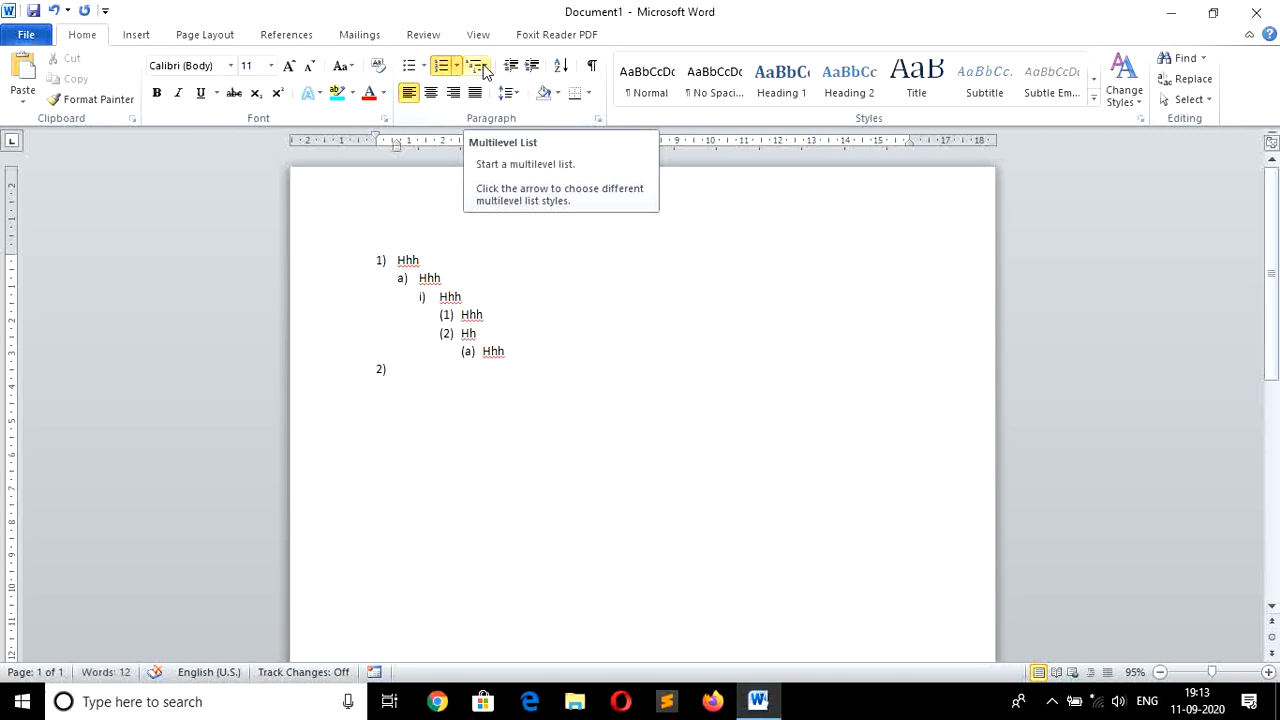 Document1 - Microsoft Word
File Home Insert Page Layout References Mailings Review View Foxit Reader PDF
Paste
Cut
Copy
Format Painter
Calibri (Body) 11
AaBbCcDc ¶ Normal
AaBbCcDc ¶ No Spaci...
AaBbCc Heading 1
AaBbCc Heading 2
AaB Title
AaBbCc. Subtitle
AaBbCcDc Subtle Em...
Change Styles
Find
Replace
Select
Clipboard Font Paragraph Styles Editing
Multilevel List
Start a multilevel list.
Click the arrow to choose different
multilevel list styles.
1) Hhh
a) Hhh
i) Hhh
(1) Hhh
(2) Hh
(a) Hhh
2)
Page: 1 of 1 Words: 12 English (U.S.) Track Changes: Off 95%
Type here to search
ENG
19:13
11-09-2020